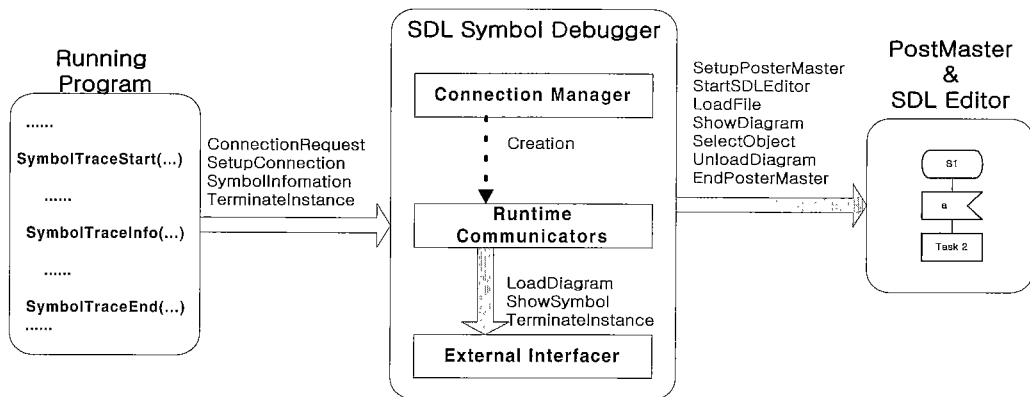 Running
Program
......
SymbolTraceStart(...)
......
SymbolTraceInfo(...)
......
SymbolTraceEnd(...)
......
ConnectionRequest
SetupConnection
SymbolInfomation
TerminateInstance
SDL Symbol Debugger
Connection Manager
Creation
Runtime
Communicators
LoadDiagram
ShowSymbol
TerminateInstance
External Interfacer
SetupPosterMaster
StartSDLEditor
LoadFile
ShowDiagram
SelectObject
UnloadDiagram
EndPosterMaster
PostMaster
&
SDL Editor
S1
a
Task 2